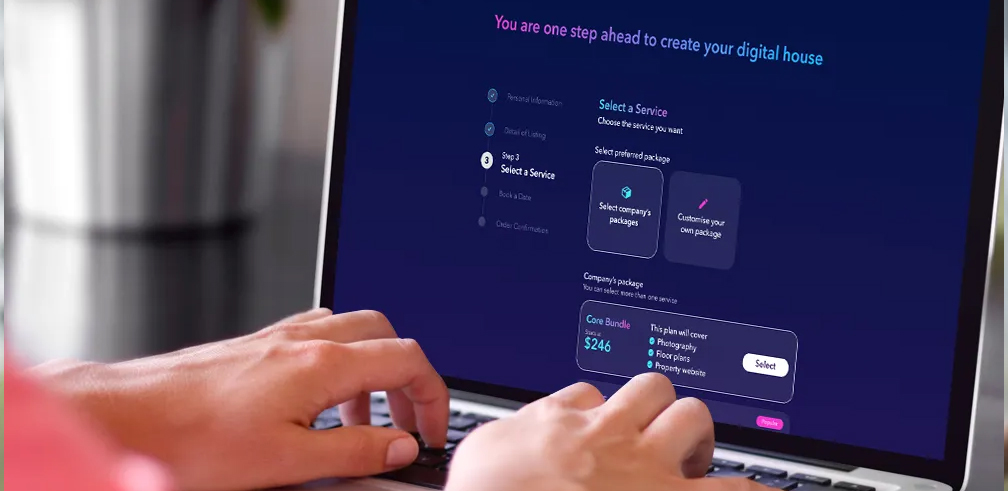 You are one step ahead to create your digital house
Personal Information
Detail of Listing
3
Step 3
Select a Service
Book a Date
Order Confirmation
Select a Service
Choose the service you want
Select preferred package
Select company's
packages
Customise your
own package
Company's package
You can select more than one service
Core Bundle
Starts at
$246
This plan will cover
Photography
Floor plans
Property website
Select
Popular